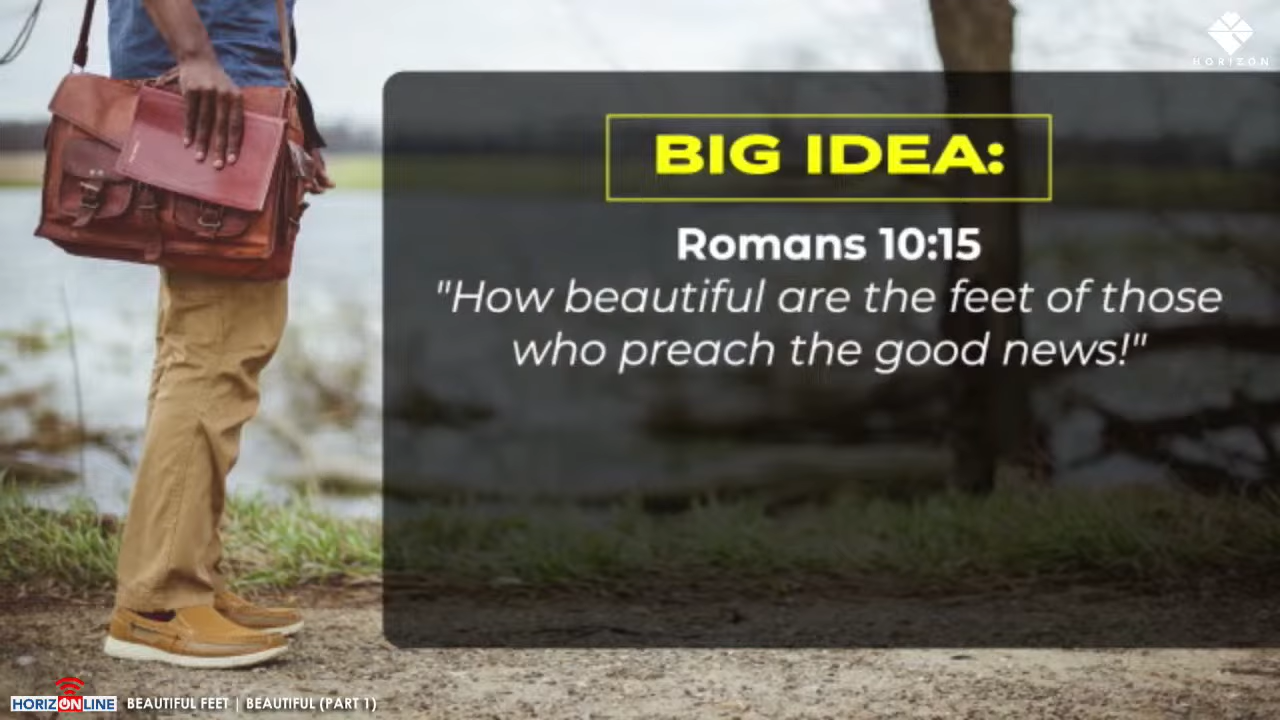 HORIZON
BIG IDEA:
Romans 10:15
"How beautiful are the feet of those
who preach the good news!"
HORIZONLINE BEAUTIFUL FEET | BEAUTIFUL (PART 1)